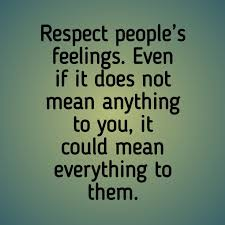 Respect people's
feelings. Even
if it does not
mean anything
to you, it
could mean
everything to
them.